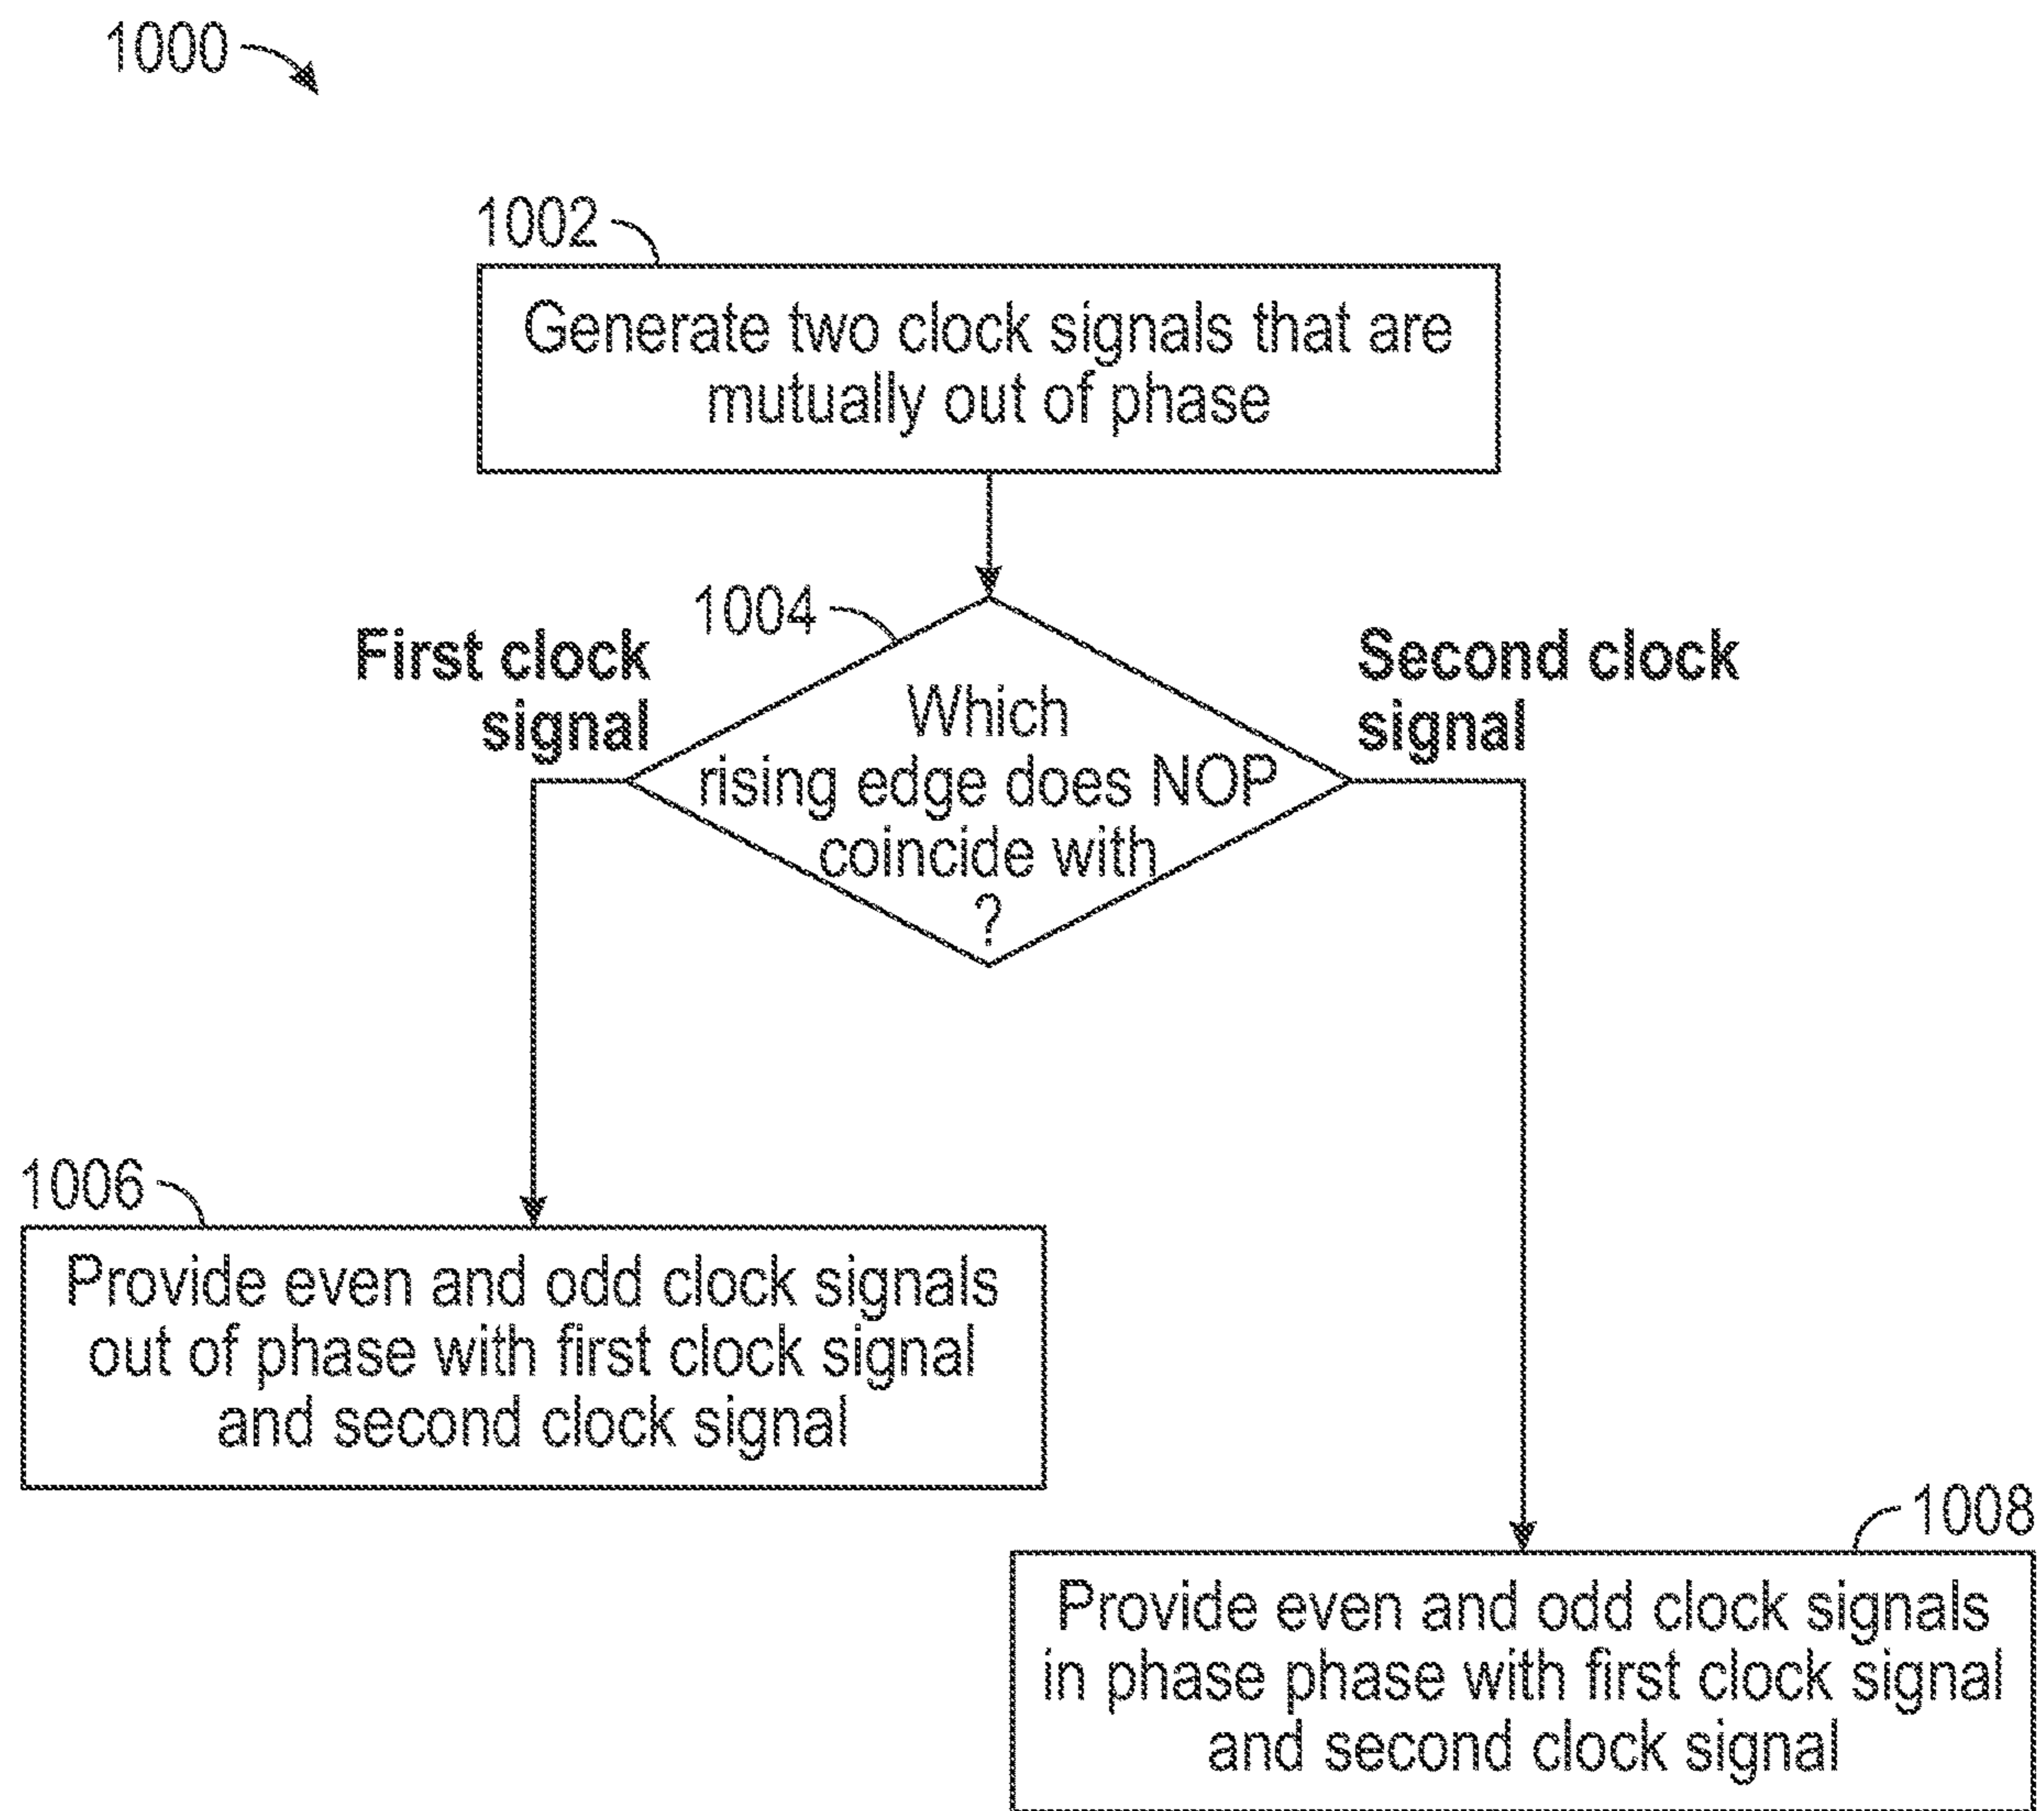 1000
1002
Generate two clock signals that are
mutually out of phase
1004
First clock
signal
Second clock
signal
Which
rising edge does NOP
coincide with
?
1006
Provide even and odd clock signals
out of phase with first clock signal
and second clock signal
1008
Provide even and odd clock signals
in phase phase with first clock signal
and second clock signal